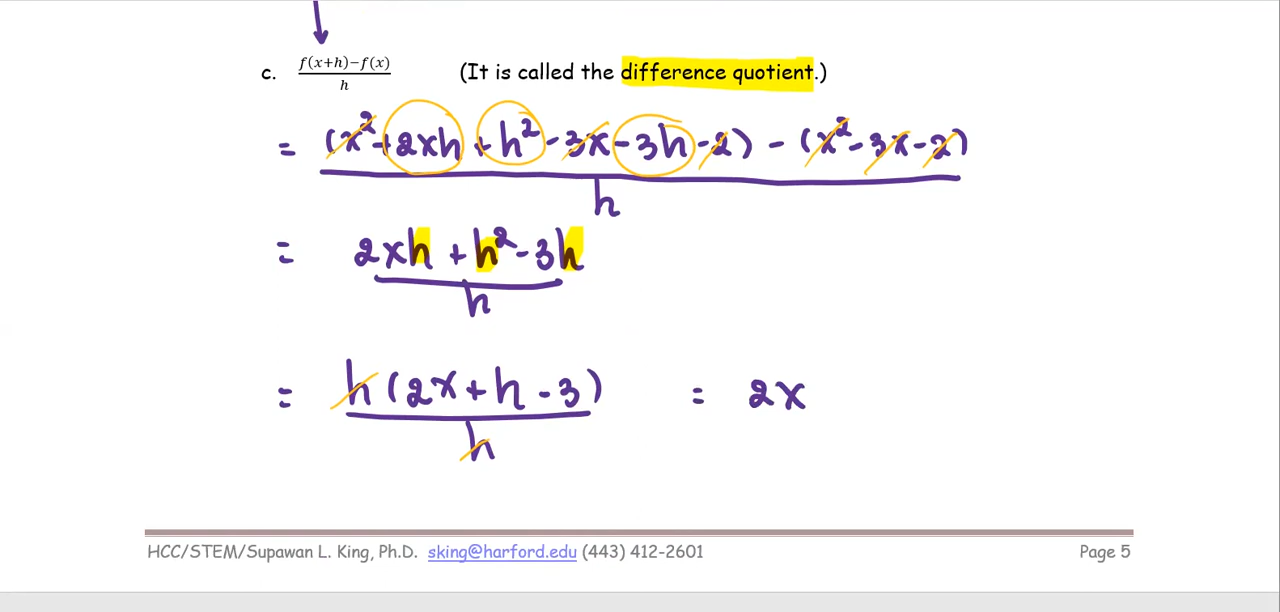 c. f(x+h)−f(x) / h (It is called the difference quotient.)
= (x² + 2xh + h² - 3x - 3h - 2) - (x² - 3x - 2) / h
= 2xh + h² - 3h / h
= h(2x + h - 3) / h = 2x
HCC/STEM/Supawan L. King, Ph.D. sking@harford.edu (443) 412-2601 Page 5